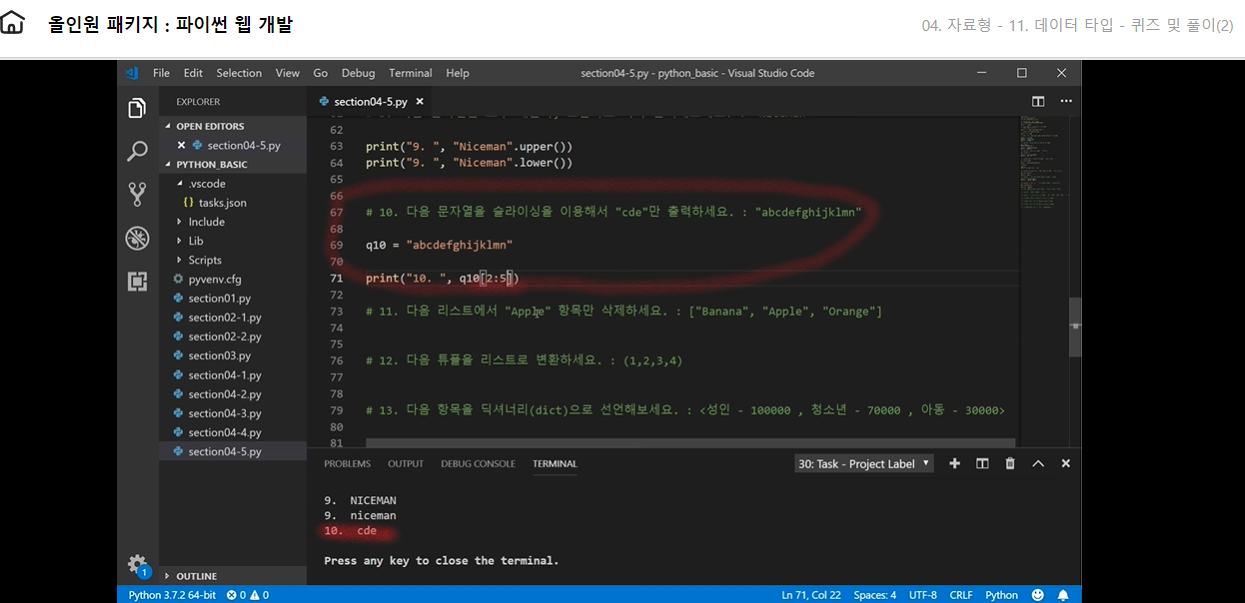 올인원 패키지 : 파이썬 웹 개발
04. 자료형 - 11. 데이터 타입 - 퀴즈 및 풀이(2)
File Edit Selection View Go Debug Terminal Help
section04-5.py - python_basic - Visual Studio Code
EXPLORER
OPEN EDITORS
section04-5.py
PYTHON_BASIC
.vscode
{} tasks.json
Include
Lib
Scripts
pyvenv.cfg
section01.py
section02-1.py
section02-2.py
section03.py
section04-1.py
section04-2.py
section04-3.py
section04-4.py
section04-5.py
OUTLINE
section04-5.py
62
63 print("9. ", "Niceman".upper())
64 print("9. ", "Niceman".lower())
65
66
67 # 10. 다음 문자열을 슬라이싱을 이용해서 "cde"만 출력하세요. : "abcdefghijklmn"
68
69 q10 = "abcdefghijklmn"
70
71 print("10. ", q10[2:5])
72
73 # 11. 다음 리스트에서 "Apple" 항목만 삭제하세요. : ["Banana", "Apple", "Orange"]
74
75
76 # 12. 다음 튜플을 리스트로 변환하세요. : (1,2,3,4)
77
78
79 # 13. 다음 항목을 딕셔너리(dict)으로 선언해보세요. : <성인 - 100000 , 청소년 - 70000 , 아동 - 30000>
80
81
PROBLEMS OUTPUT DEBUG CONSOLE TERMINAL
30: Task - Project Label
9. NICEMAN
9. niceman
10. cde
Press any key to close the terminal.
1
Python 3.7.2 64-bit 0 0
Ln 71, Col 22 Spaces: 4 UTF-8 CRLF Python